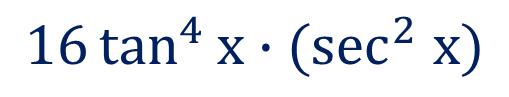 16 tan⁴ x · (sec² x)